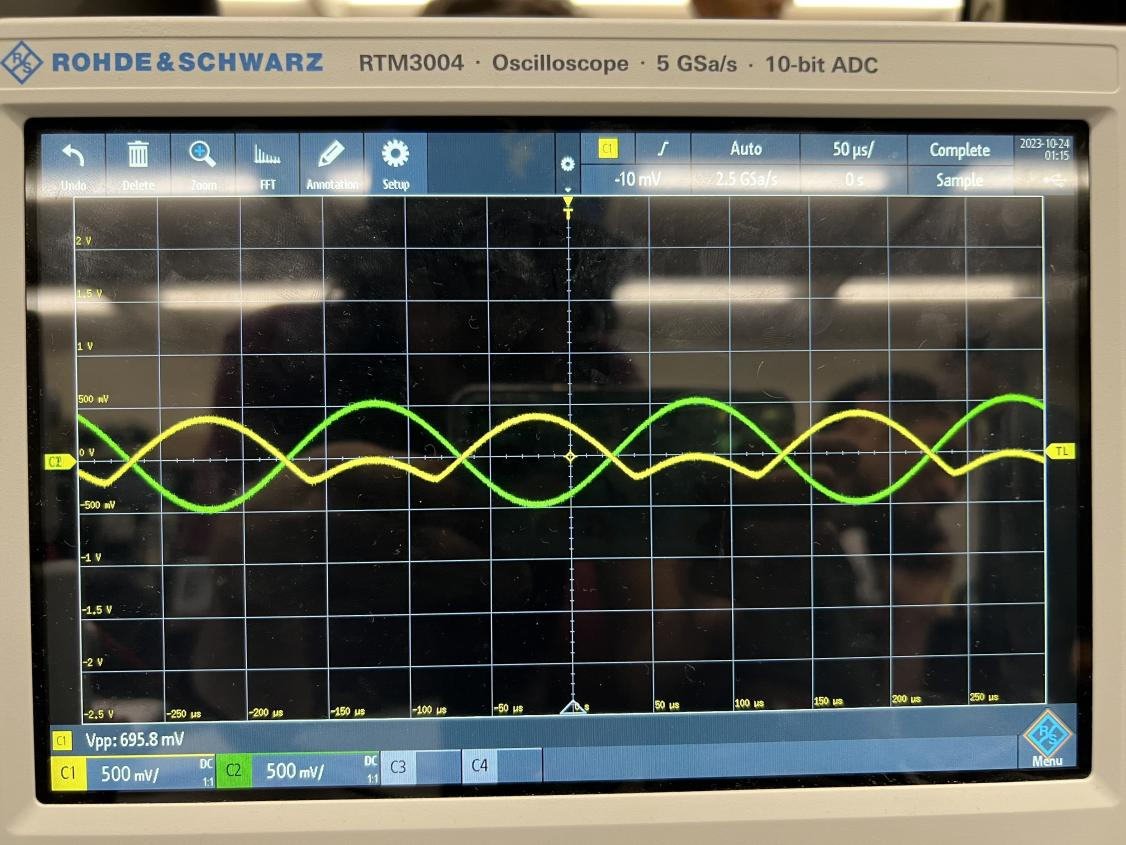 ROHDE&SCHWARZ RTM3004 · Oscilloscope · 5 GSa/s · 10-bit ADC
Undo Delete Zoom FFT Annotation Setup
C1 Auto 50 µs/ Complete 2023-10-24
01:15
-10 mV 2.5 GSa/s 0 s Sample
T
2 V
1.5 V
1 V
500 mV
0 V
TL
-500 mV
-1 V
-1.5 V
-2 V
-2.5 V -250 µs -200 µs -150 µs -100 µs -50 µs 0 s 50 µs 100 µs 150 µs 200 µs 250 µs
C1 Vpp: 695.8 mV
C1 500 mV/ DC 1:1 C2 500 mV/ DC 1:1 C3 C4
R/S
Menu